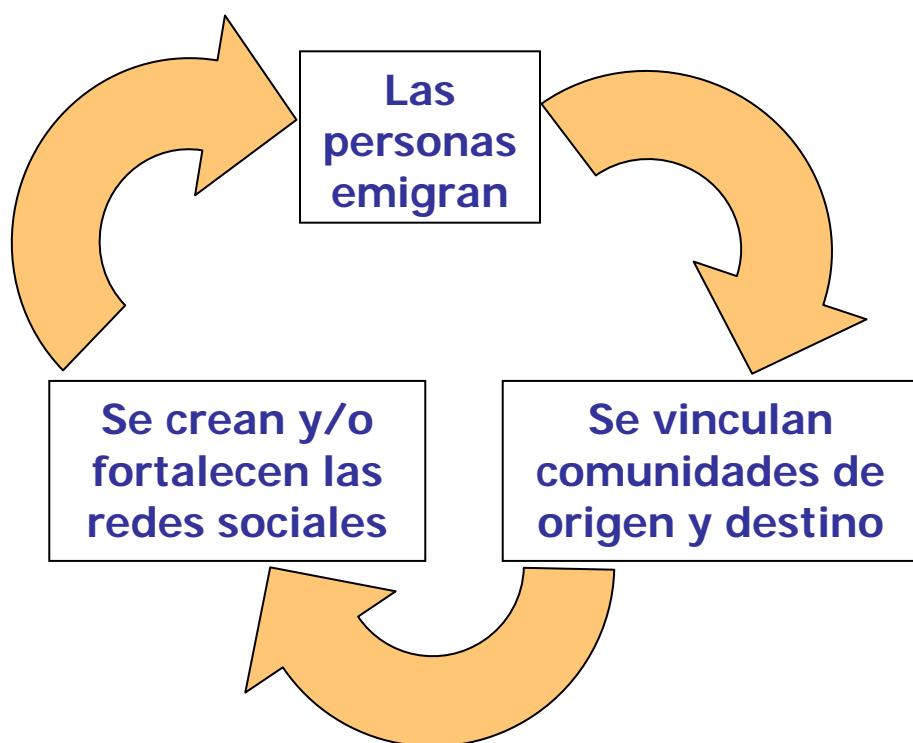 Las
personas
emigran
Se crean y/o
fortalecen las
redes sociales
Se vinculan
comunidades de
origen y destino